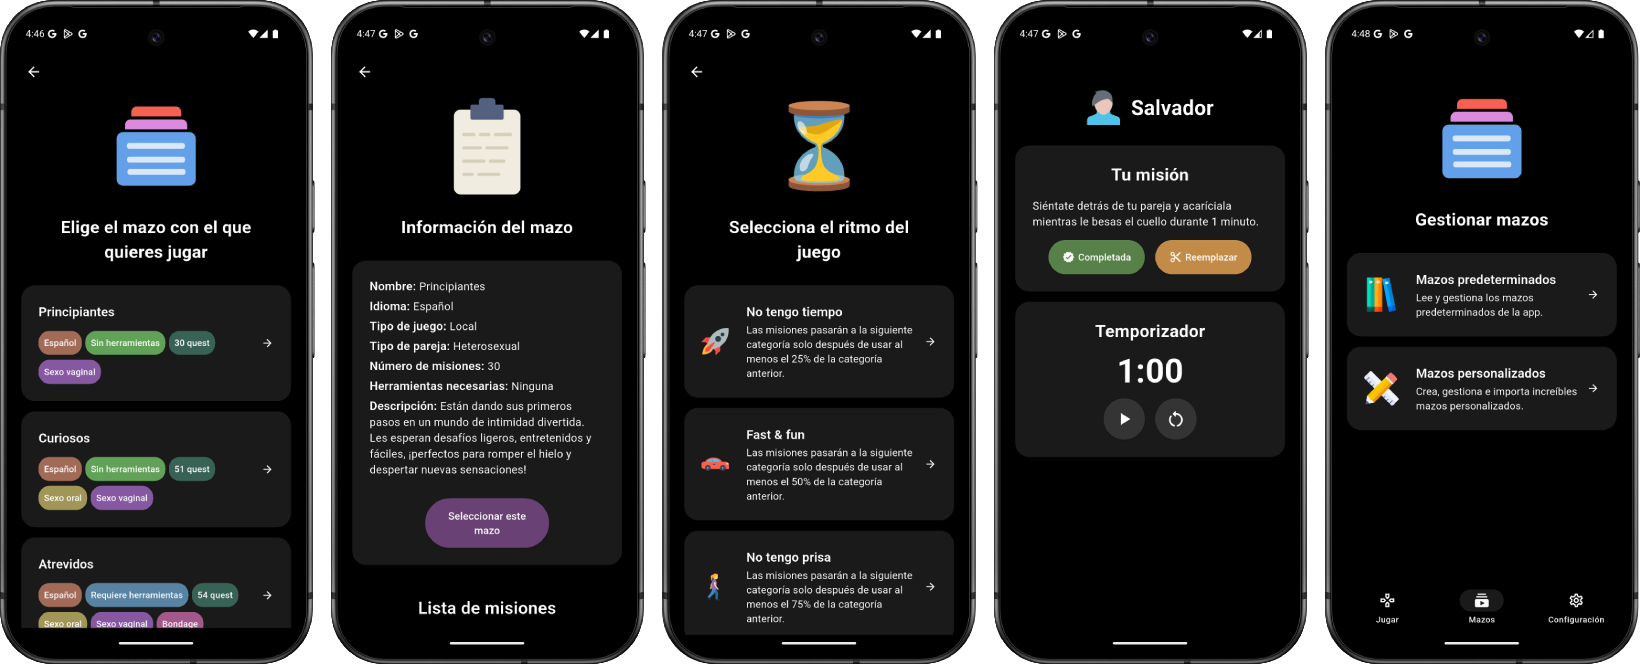 4:46 G G
Elige el mazo con el que
quieres jugar
Principiantes
Español Sin herramientas 30 quest
Sexo vaginal
Curiosos
Español Sin herramientas 51 quest
Sexo oral Sexo vaginal
Atrevidos
Español Requiere herramientas 54 quest
Sexo oral Sexo vaginal Bondage
4:47 G G
Información del mazo
Nombre: Principiantes
Idioma: Español
Tipo de juego: Local
Tipo de pareja: Heterosexual
Número de misiones: 30
Herramientas necesarias: Ninguna
Descripción: Están dando sus primeros
pasos en un mundo de intimidad divertida.
Les esperan desafíos ligeros, entretenidos y
fáciles, ¡perfectos para romper el hielo y
despertar nuevas sensaciones!
Seleccionar este
mazo
Lista de misiones
4:47 G G
Selecciona el ritmo del
juego
No tengo tiempo
Las misiones pasarán a la siguiente
categoría solo después de usar al
menos el 25% de la categoría
anterior.
Fast & fun
Las misiones pasarán a la siguiente
categoría solo después de usar al
menos el 50% de la categoría
anterior.
No tengo prisa
Las misiones pasarán a la siguiente
categoría solo después de usar al
menos el 75% de la categoría
anterior.
4:47 G G
Salvador
Tu misión
Siéntate detrás de tu pareja y acaríciala
mientras le besas el cuello durante 1 minuto.
Completada Reemplazar
Temporizador
1:00
4:48 G G
Gestionar mazos
Mazos predeterminados
Lee y gestiona los mazos
predeterminados de la app.
Mazos personalizados
Crea, gestiona e importa increíbles
mazos personalizados.
Jugar Mazos Configuración